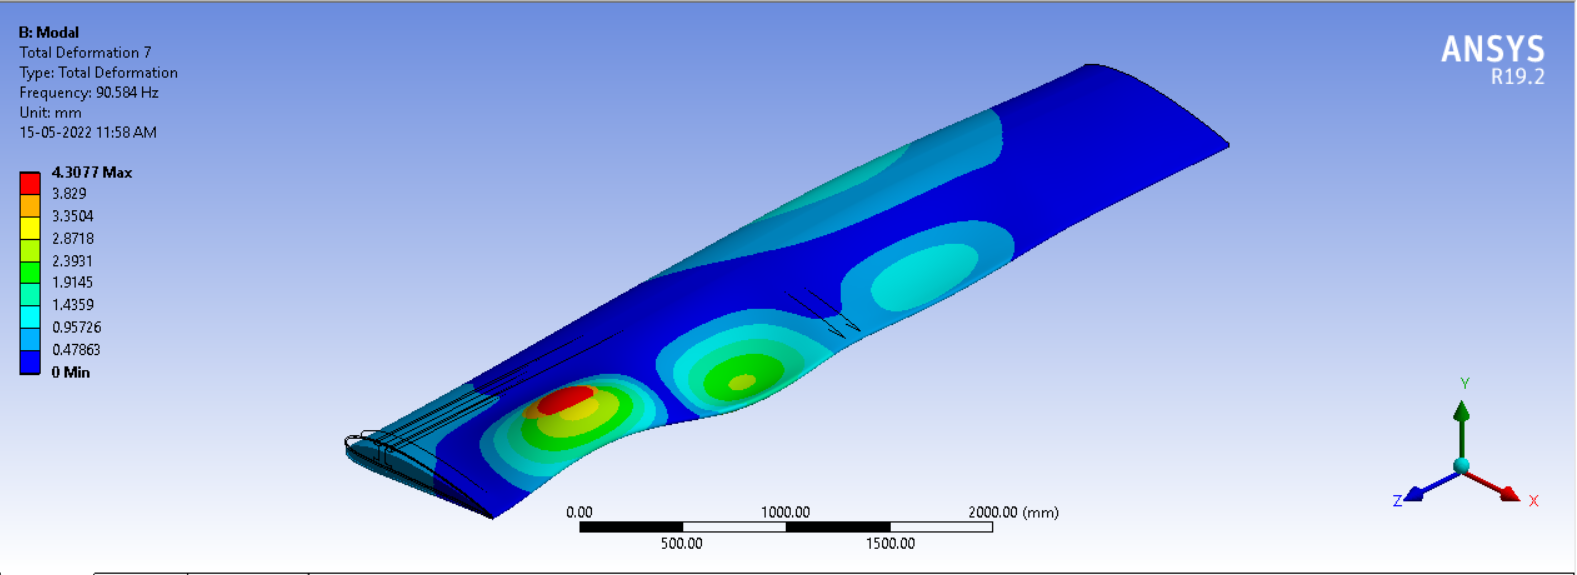 B: Modal
Total Deformation 7
Type: Total Deformation
Frequency: 90.584 Hz
Unit: mm
15-05-2022 11:58 AM
ANSYS
R19.2
4.3077 Max
3.829
3.3504
2.8718
2.3931
1.9145
1.4359
0.95726
0.47863
0 Min
0.00 1000.00 2000.00 (mm)
500.00 1500.00
Y
Z X